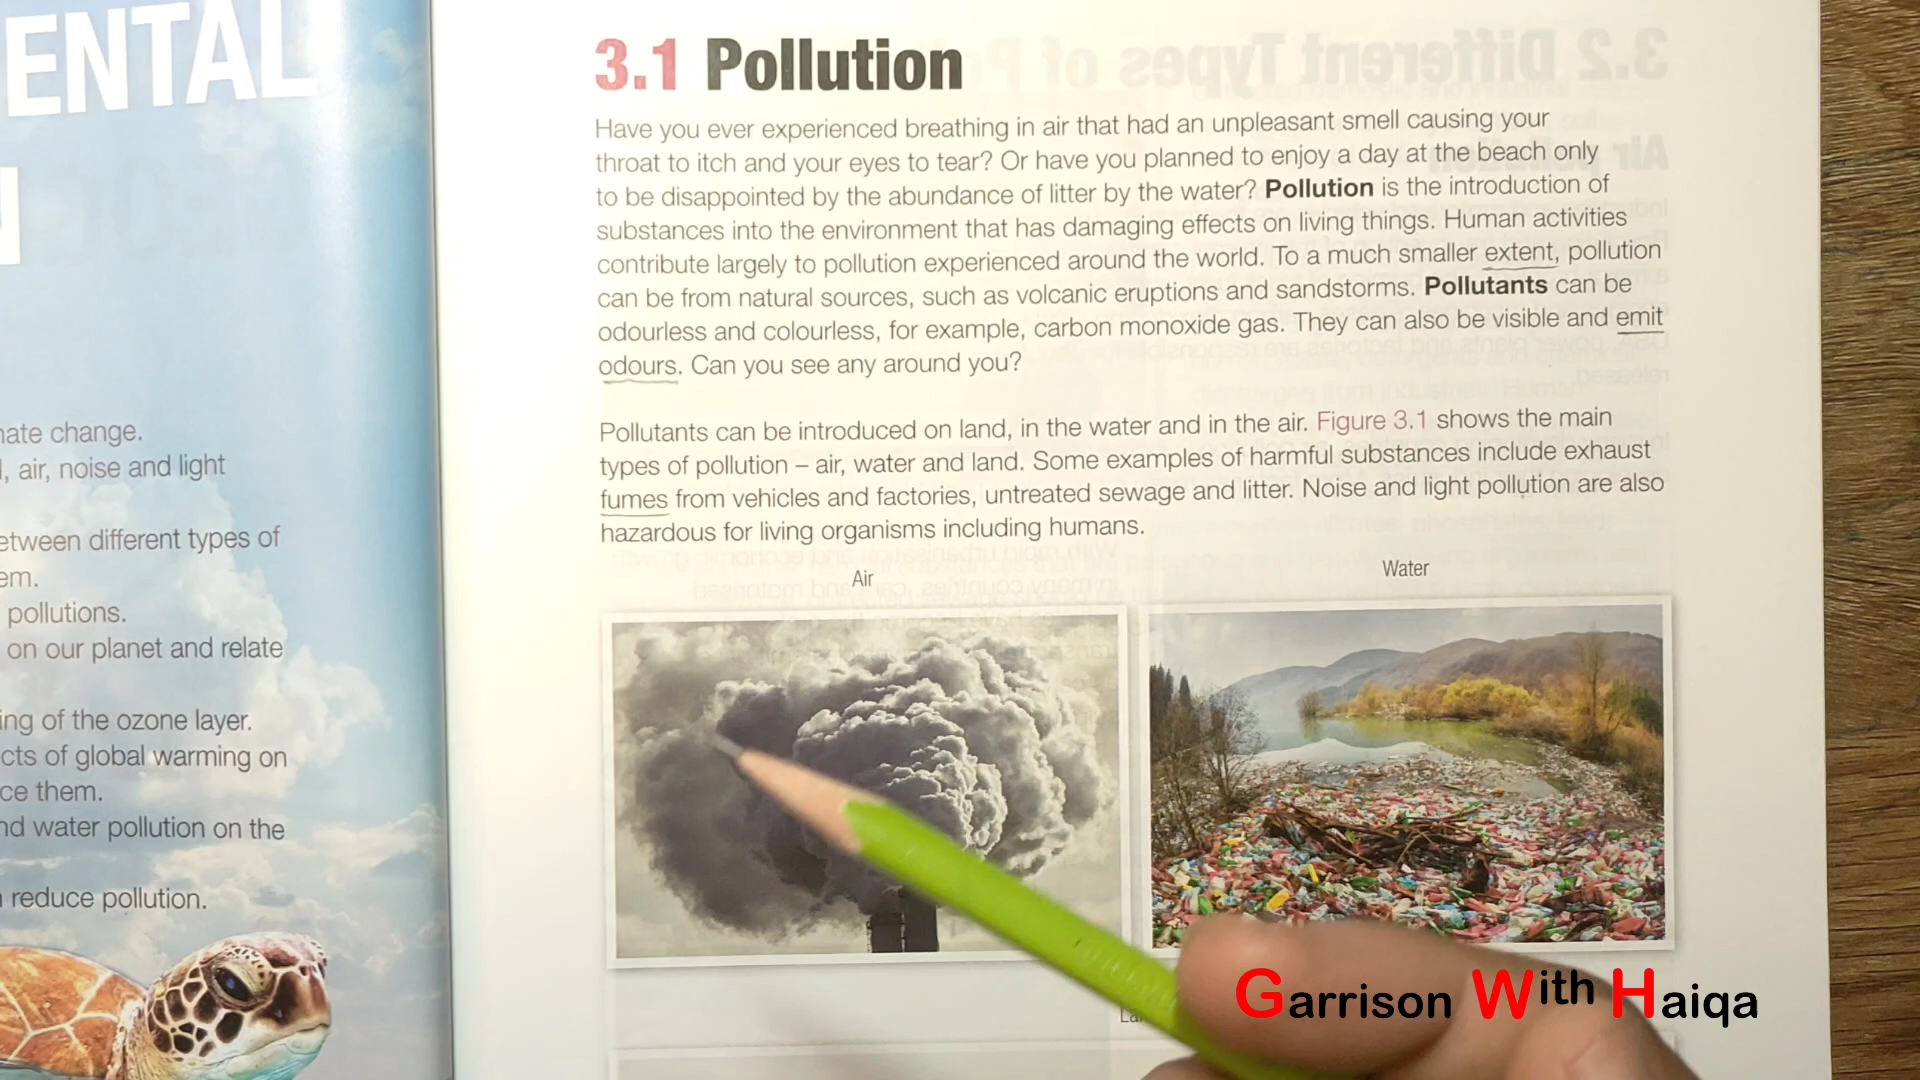 ENTAL
N
nate change.
l, air, noise and light
etween different types of
em.
pollutions.
on our planet and relate
ing of the ozone layer.
cts of global warming on
ce them.
nd water pollution on the
reduce pollution.
3.1 Pollution
Have you ever experienced breathing in air that had an unpleasant smell causing your
throat to itch and your eyes to tear? Or have you planned to enjoy a day at the beach only
to be disappointed by the abundance of litter by the water? Pollution is the introduction of
substances into the environment that has damaging effects on living things. Human activities
contribute largely to pollution experienced around the world. To a much smaller extent, pollution
can be from natural sources, such as volcanic eruptions and sandstorms. Pollutants can be
odourless and colourless, for example, carbon monoxide gas. They can also be visible and emit
odours. Can you see any around you?
Pollutants can be introduced on land, in the water and in the air. Figure 3.1 shows the main
types of pollution – air, water and land. Some examples of harmful substances include exhaust
fumes from vehicles and factories, untreated sewage and litter. Noise and light pollution are also
hazardous for living organisms including humans.
Air
Water
Garrison With Haiqa